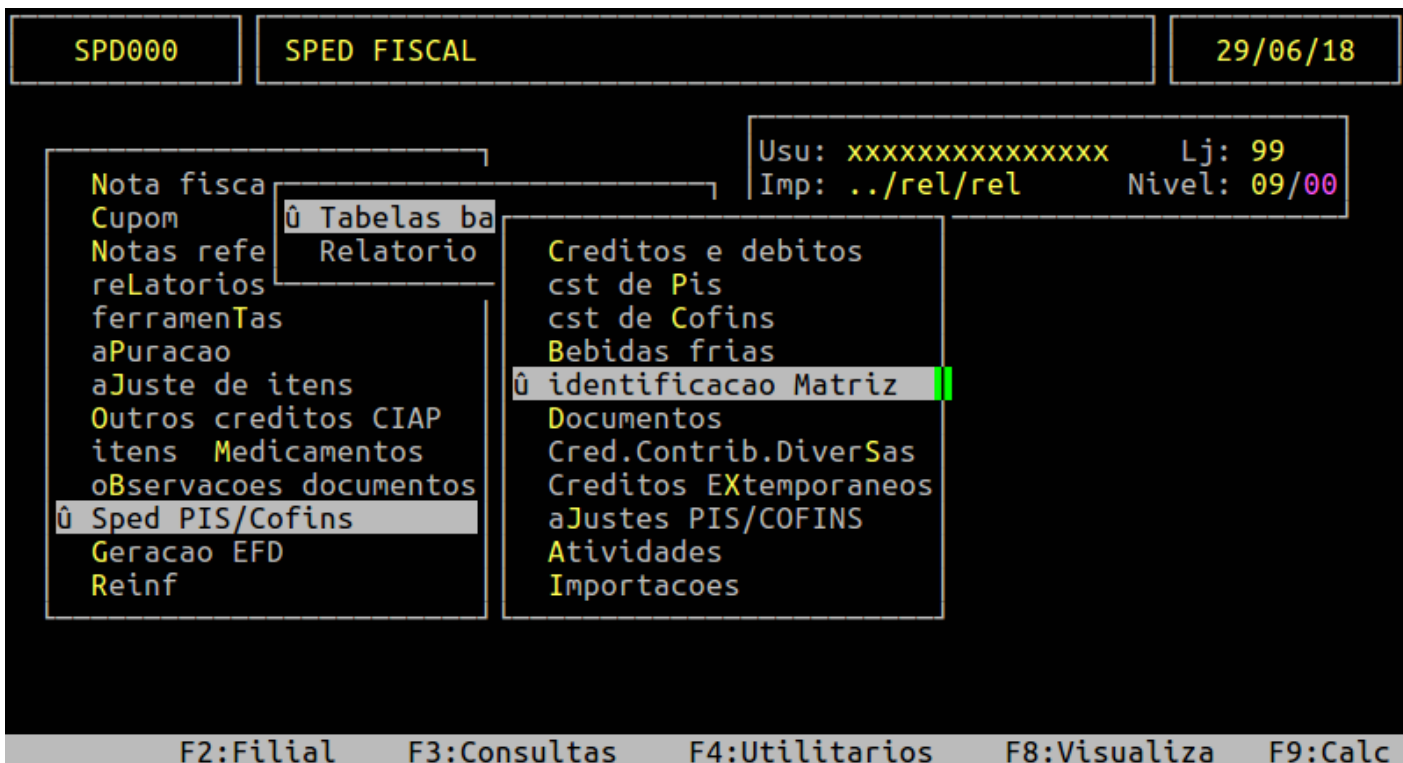 SPD000 SPED FISCAL 29/06/18
Usu: xxxxxxxxxxxxxxx Lj: 99
Imp: ../rel/rel Nivel: 09/00
Nota fisca
Cupom
Notas refe
reLatorios
ferramenTas
aPuracao
aJuste de itens
Outros creditos CIAP
itens Medicamentos
oBservacoes documentos
û Sped PIS/Cofins
Geracao EFD
Reinf
û Tabelas ba
Relatorio
Creditos e debitos
cst de Pis
cst de Cofins
Bebidas frias
û identificacao Matriz
Documentos
Cred.Contrib.DiverSas
Creditos EXtemporaneos
aJustes PIS/COFINS
Atividades
Importacoes
F2:Filial F3:Consultas F4:Utilitarios F8:Visualiza F9:Calc